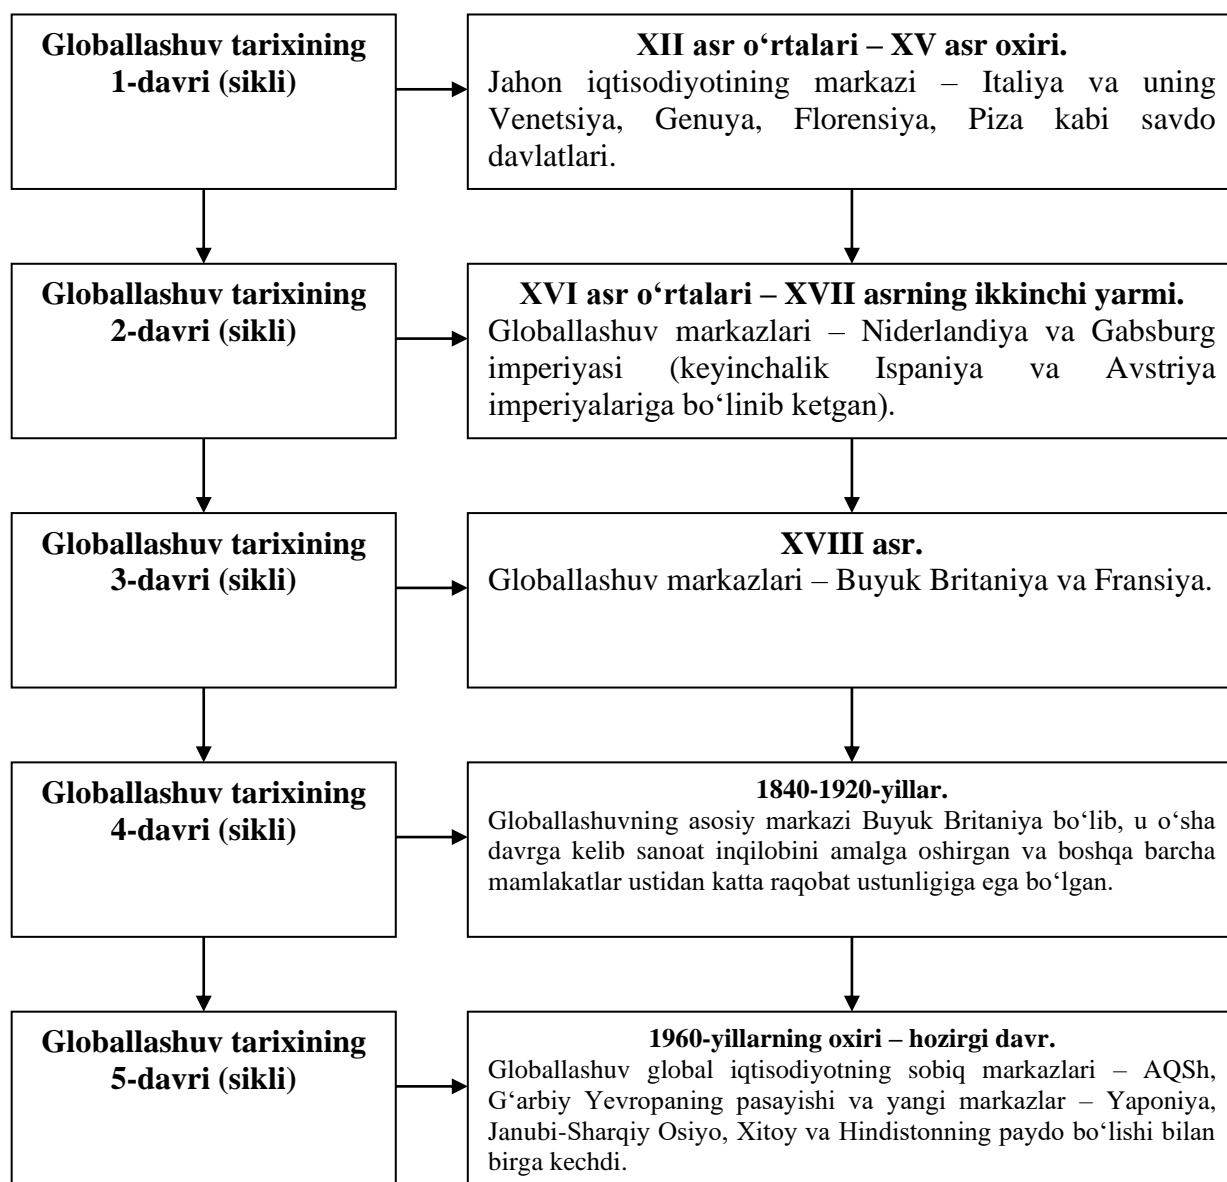 Globallashuv tarixining
1-davri (sikli)
XII asr o‘rtalari – XV asr oxiri.
Jahon iqtisodiyotining markazi – Italiya va uning
Venetsiya, Genuya, Florensiya, Piza kabi savdo
davlatlari.
Globallashuv tarixining
2-davri (sikli)
XVI asr o‘rtalari – XVII asrning ikkinchi yarmi.
Globallashuv markazlari – Niderlandiya va Gabsburg
imperiyasi (keyinchalik Ispaniya va Avstriya
imperiyalariga bo‘linib ketgan).
Globallashuv tarixining
3-davri (sikli)
XVIII asr.
Globallashuv markazlari – Buyuk Britaniya va Fransiya.
Globallashuv tarixining
4-davri (sikli)
1840-1920-yillar.
Globallashuvning asosiy markazi Buyuk Britaniya bo‘lib, u o‘sha
davrga kelib sanoat inqilobini amalga oshirgan va boshqa barcha
mamlakatlar ustidan katta raqobat ustunligiga ega bo‘lgan.
Globallashuv tarixining
5-davri (sikli)
1960-yillarning oxiri – hozirgi davr.
Globallashuv global iqtisodiyotning sobiq markazlari – AQSh,
G‘arbiy Yevropaning pasayishi va yangi markazlar – Yaponiya,
Janubi-Sharqiy Osiyo, Xitoy va Hindistonning paydo bo‘lishi bilan
birga kechdi.